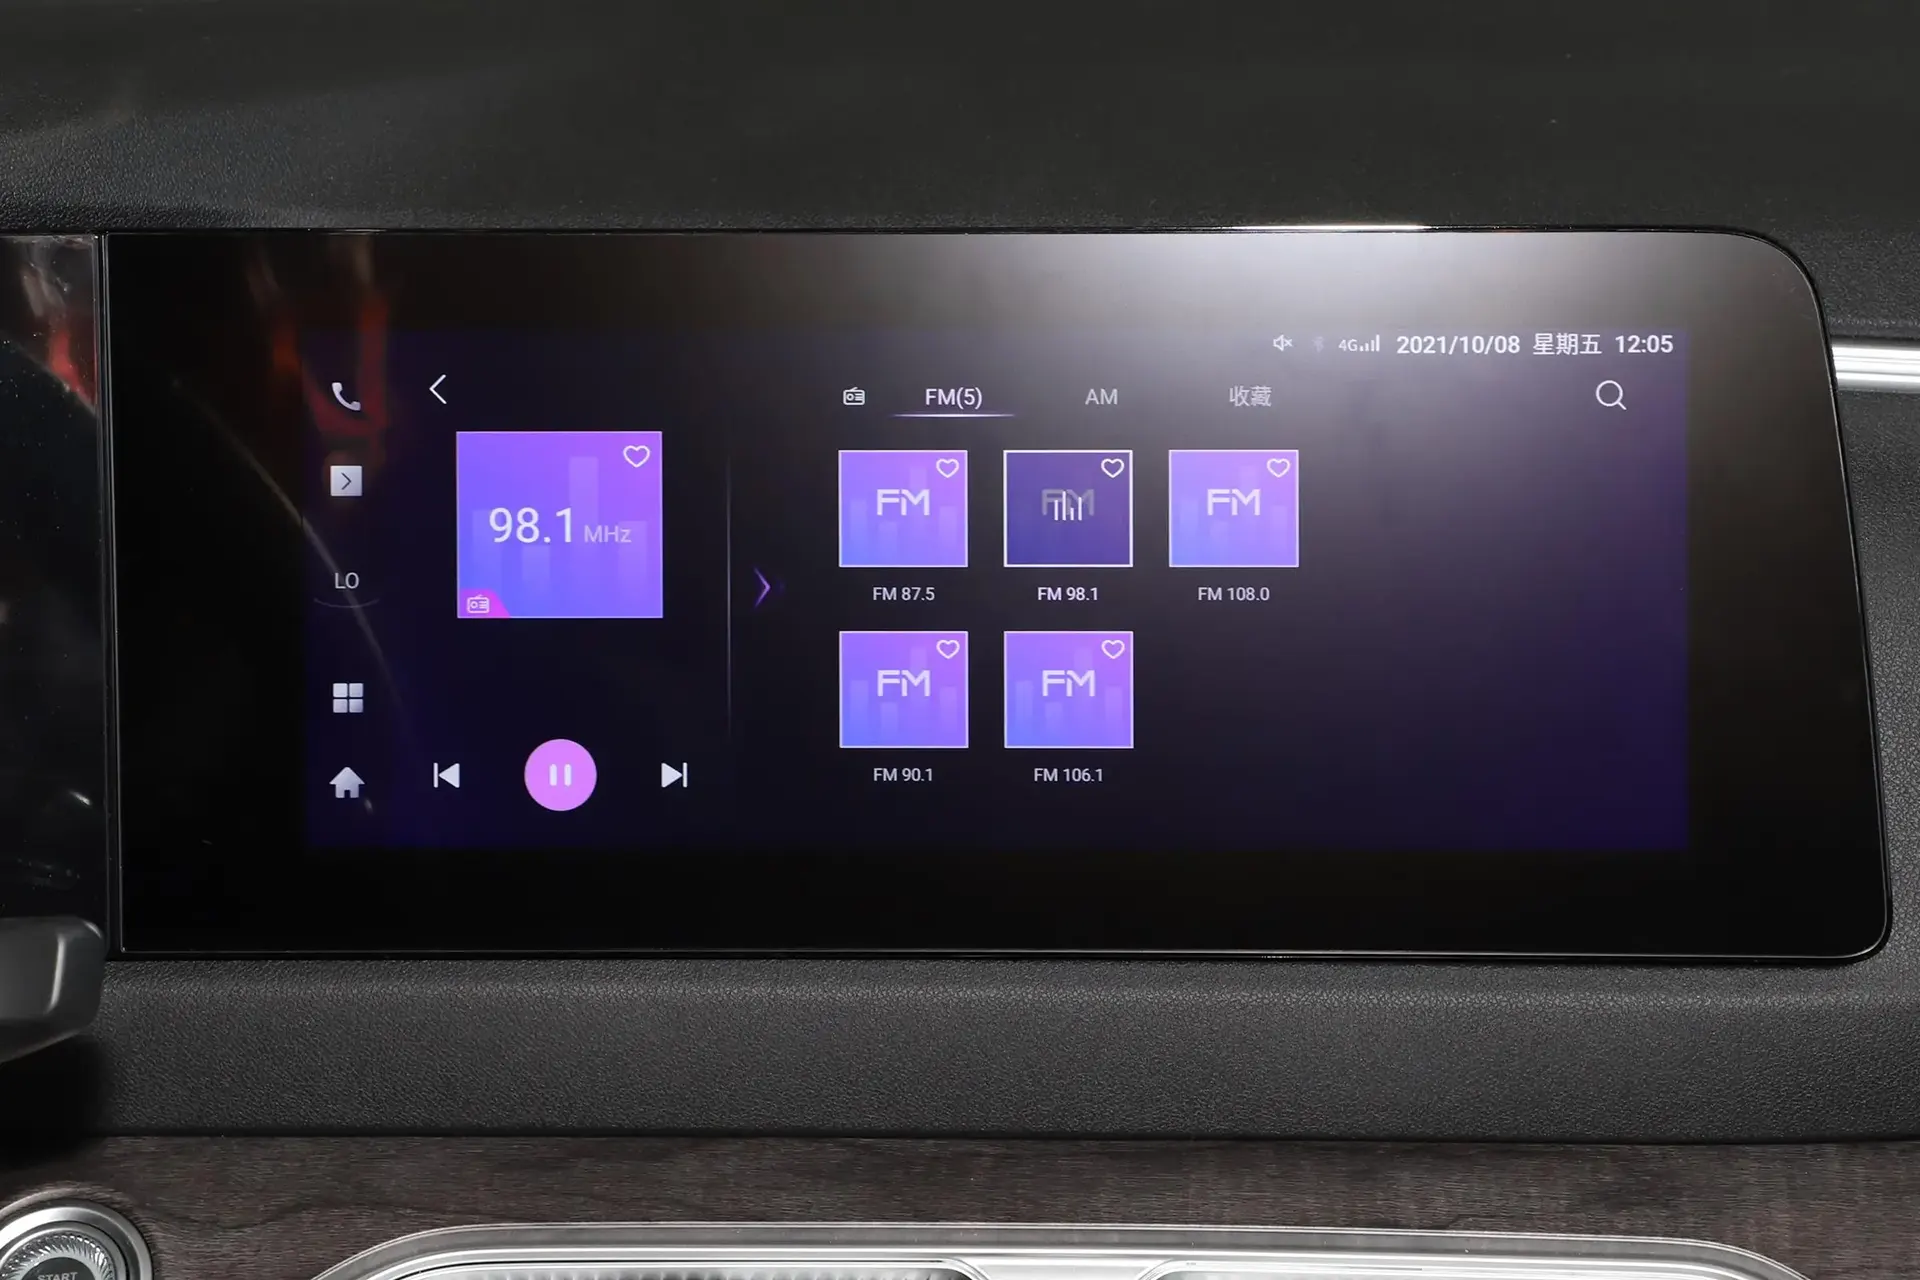 4G 2021/10/08 星期五 12:05
FM(5) AM 收藏
98.1 MHz
LO
FM FM FM
FM 87.5 FM 98.1 FM 108.0
FM FM
FM 90.1 FM 106.1
START